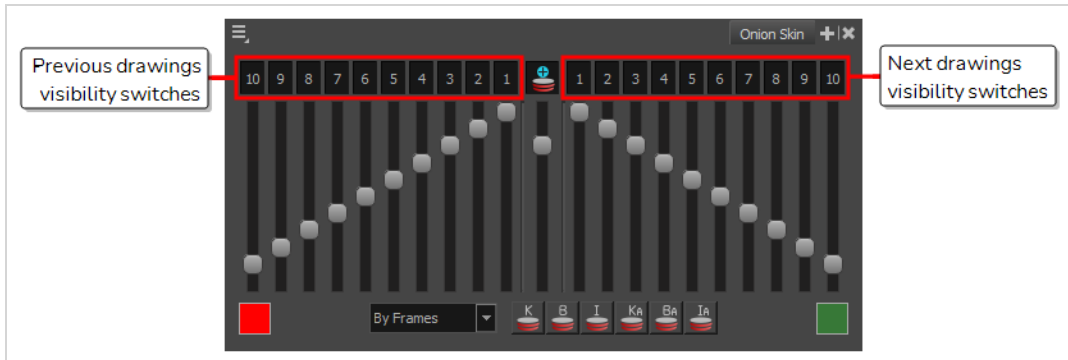 Onion Skin
Previous drawings
visibility switches
10 9 8 7 6 5 4 3 2 1
1 2 3 4 5 6 7 8 9 10
Next drawings
visibility switches
By Frames
K B I KA BA IA